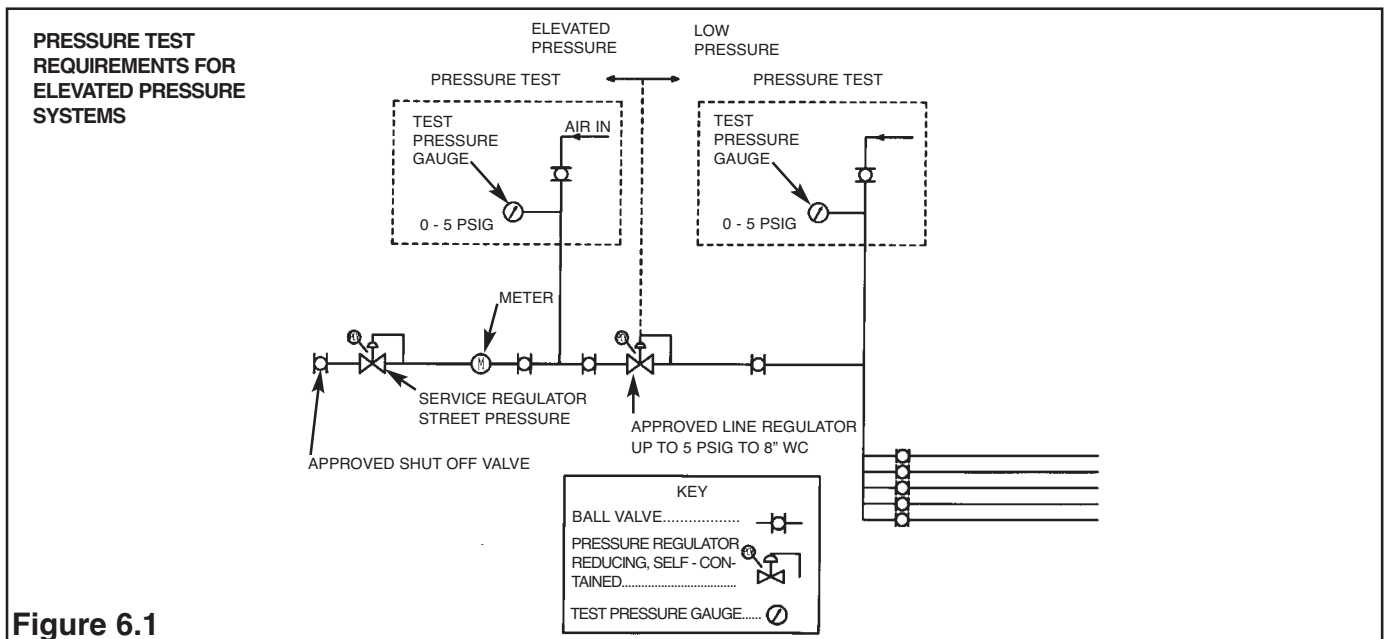 PRESSURE TEST
REQUIREMENTS FOR
ELEVATED PRESSURE
SYSTEMS
ELEVATED
PRESSURE
LOW
PRESSURE
PRESSURE TEST
PRESSURE TEST
TEST
PRESSURE
GAUGE
AIR IN
0 - 5 PSIG
TEST
PRESSURE
GAUGE
0 - 5 PSIG
METER
M
SERVICE REGULATOR
STREET PRESSURE
APPROVED SHUT OFF VALVE
APPROVED LINE REGULATOR
UP TO 5 PSIG TO 8" WC
KEY
BALL VALVE..................
PRESSURE REGULATOR
REDUCING, SELF - CON-
TAINED...................................
TEST PRESSURE GAUGE......
Figure 6.1